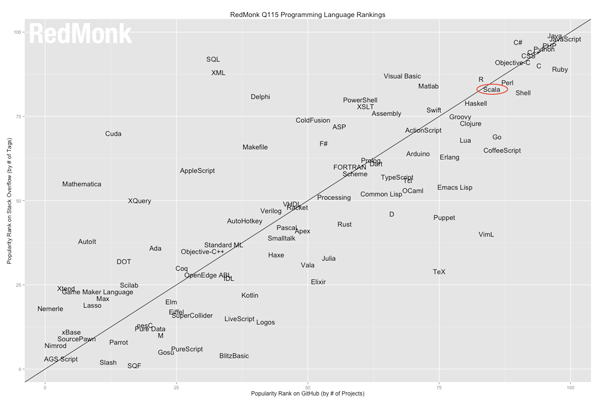 RedMonk Q115 Programming Language Rankings
RedMonk
100
75
50
25
0
0
25
50
75
100
Popularity Rank on Stack Overflow (by # of Tags)
Popularity Rank on GitHub (by # of Projects)
Java
JavaScript
C#
PHP
Python
CSS
C++
SQL
Objective-C
C
Ruby
XML
Visual Basic
R
Perl
Matlab
Scala
Shell
Delphi
PowerShell
Haskell
XSLT
Swift
Assembly
Groovy
ColdFusion
Clojure
ASP
ActionScript
Cuda
Go
F#
Lua
Makefile
CoffeeScript
Arduino
Erlang
Prolog
Dart
FORTRAN
AppleScript
Scheme
TypeScript
Tcl
Mathematica
Emacs Lisp
OCaml
Common Lisp
Processing
XQuery
VHDL
Racket
Verilog
D
Puppet
AutoHotkey
Rust
Pascal
Apex
VimL
Smalltalk
AutoIt
Standard ML
Ada
Objective-C++
Haxe
Julia
DOT
Vala
Coq
TeX
OpenEdge ABL
IDL
Elixir
Scilab
Xtend
Game Maker Language
Kotlin
Max
Elm
Lasso
Nemerle
Eiffel
SuperCollider
LiveScript
Logos
nesC
Pure Data
xBase
M
SourcePawn
Parrot
Nimrod
PureScript
Gosu
BlitzBasic
AGS Script
Slash
SQF